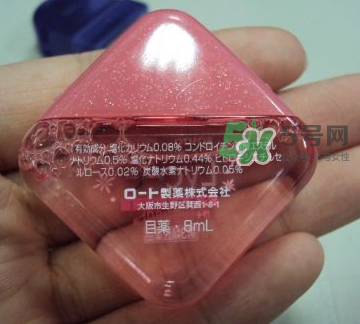 有効成分:塩化カリウム0.08% コンドロイチン
ナトリウム0.5% 塩化ナトリウム0.44%
ルロース0.02% 炭酸水素ナトリウム0.05%
ロート製薬株式会社
大阪市生野区巽西1-8-1
目薬・8mL
号网